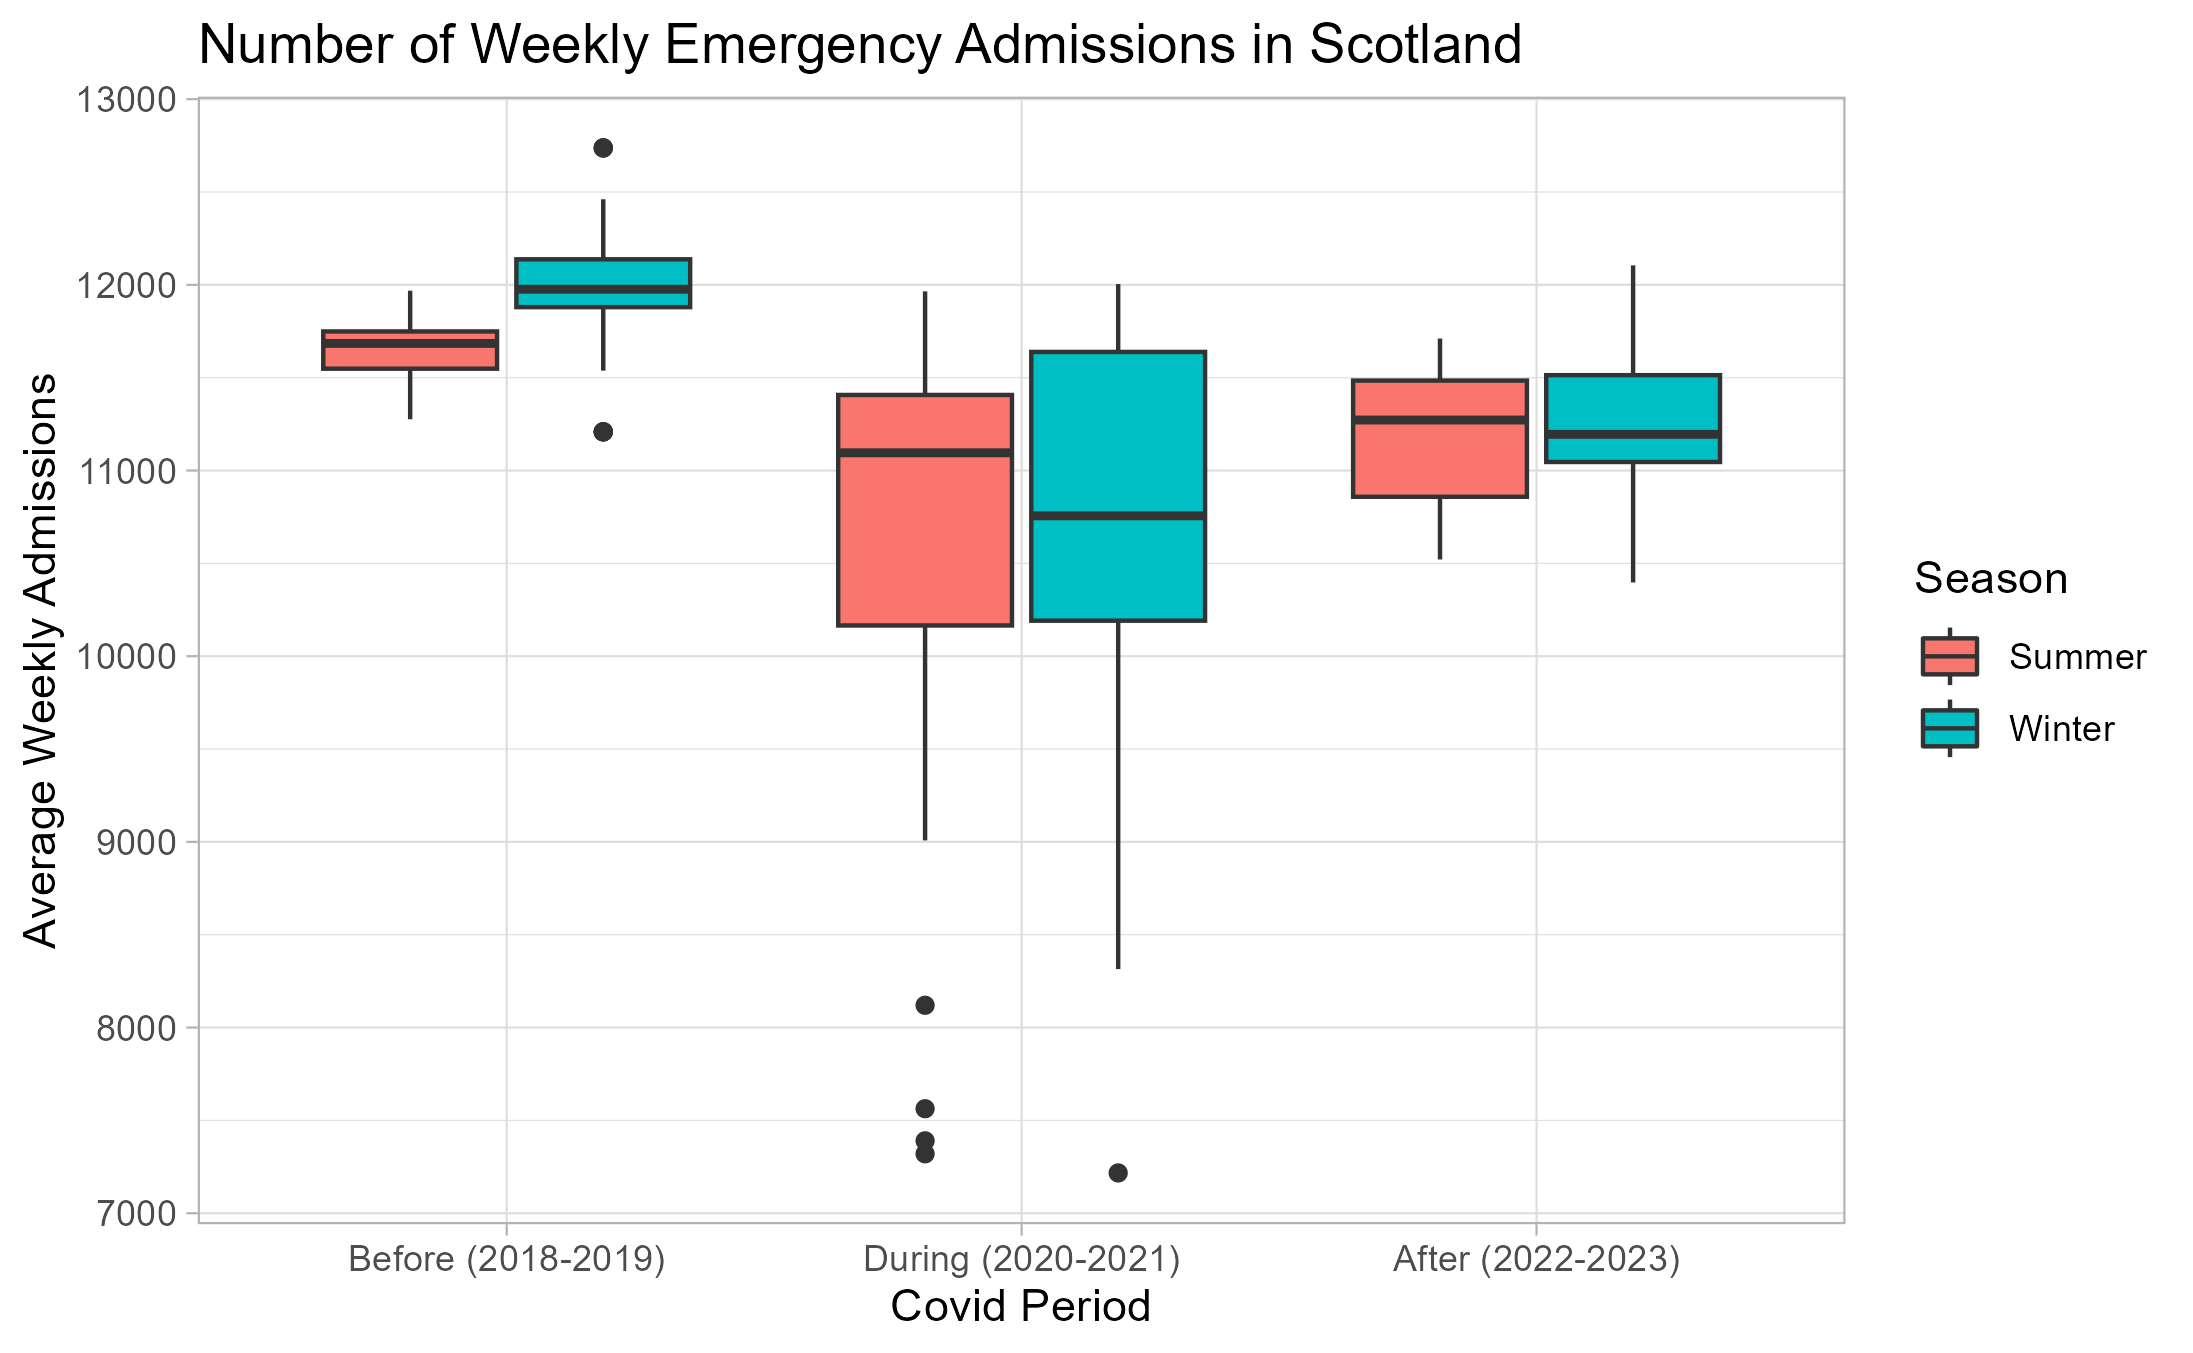 Number of Weekly Emergency Admissions in Scotland
Average Weekly Admissions
13000
12000
11000
10000
9000
8000
7000
Before (2018-2019)
During (2020-2021)
After (2022-2023)
Covid Period
Season
Summer
Winter